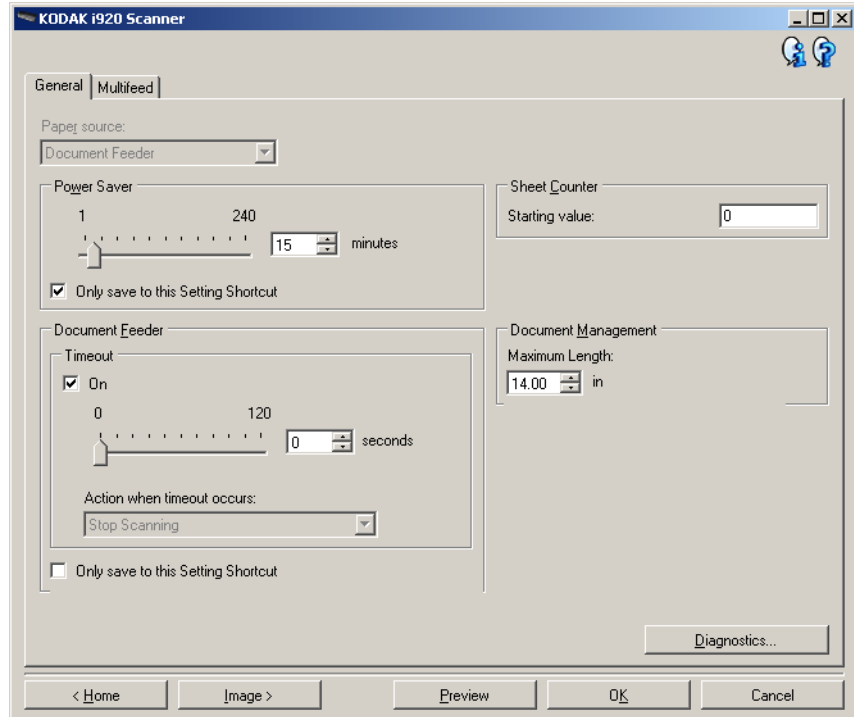 KODAK i920 Scanner
General
Multifeed
Paper source:
Document Feeder
Power Saver
1 240
15 minutes
Only save to this Setting Shortcut
Sheet Counter
Starting value: 0
Document Feeder
Timeout
On
0 120
0 seconds
Action when timeout occurs:
Stop Scanning
Only save to this Setting Shortcut
Document Management
Maximum Length:
14.00 in
Diagnostics...
< Home
Image >
Preview
OK
Cancel